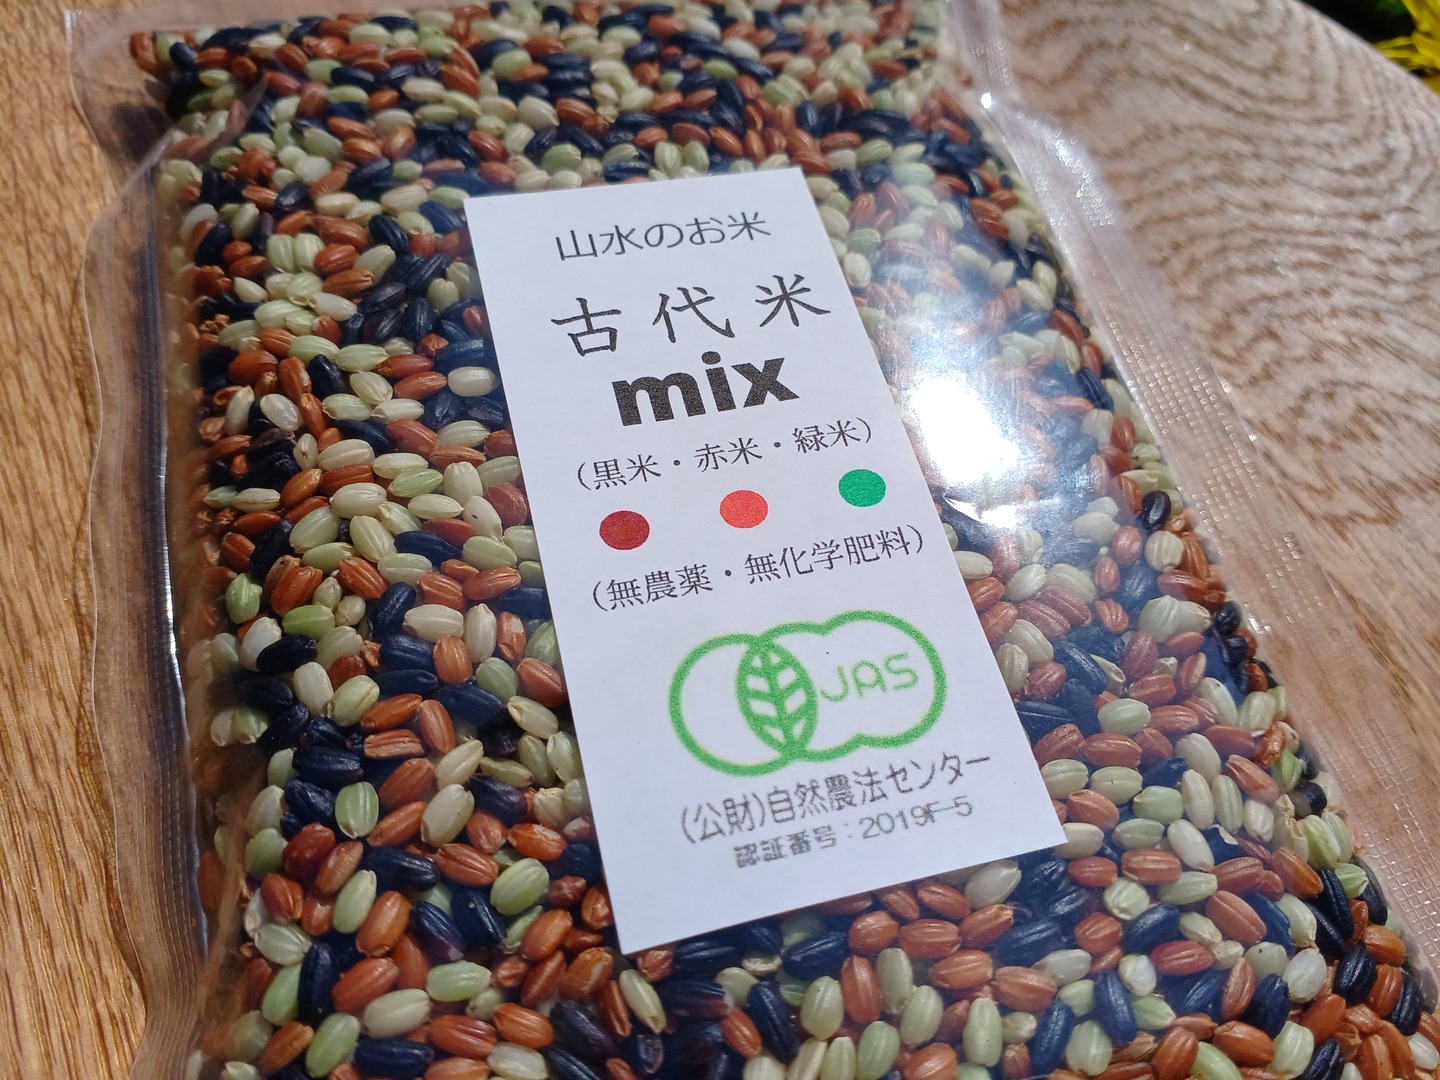 山水のお米
古代米
mix
(黒米・赤米・緑米)
(無農薬・無化学肥料)
JAS
(公財)自然農法センター
認証番号：2019F-5